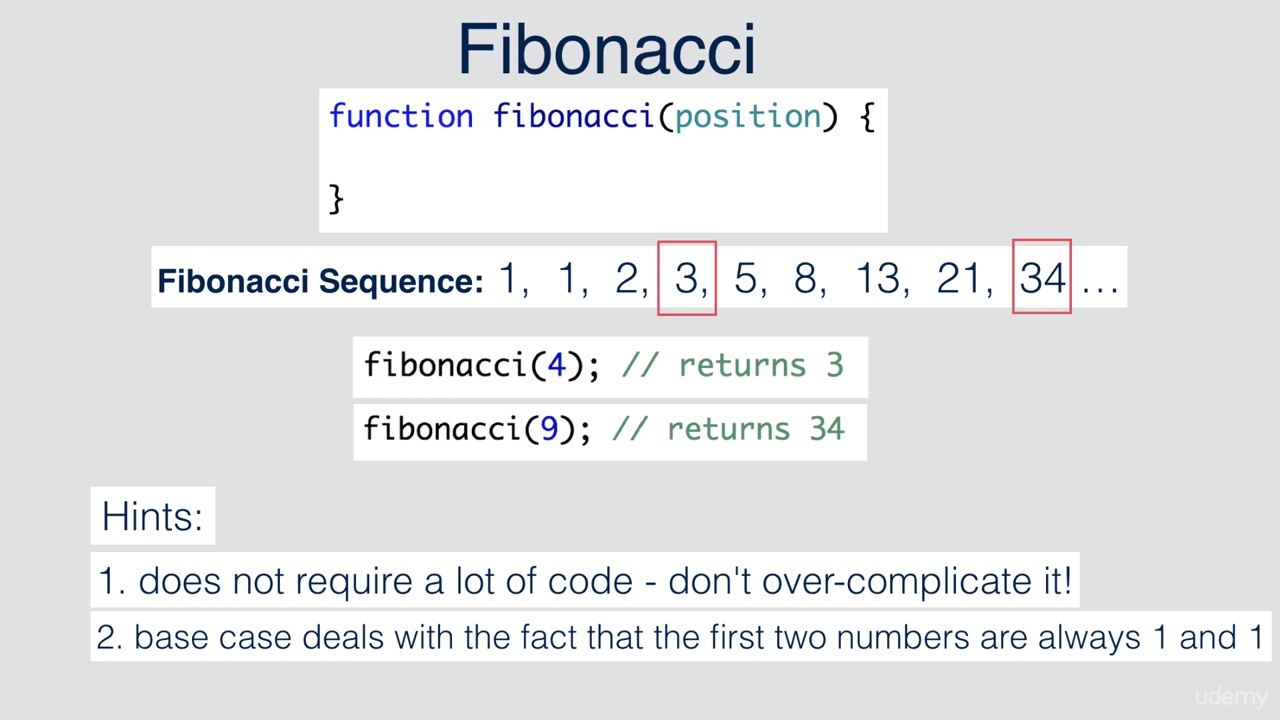 Fibonacci
function fibonacci(position) {
}
Fibonacci Sequence: 1, 1, 2, 3, 5, 8, 13, 21, 34 ...
fibonacci(4); // returns 3
fibonacci(9); // returns 34
Hints:
1. does not require a lot of code - don't over-complicate it!
2. base case deals with the fact that the first two numbers are always 1 and 1
udemy